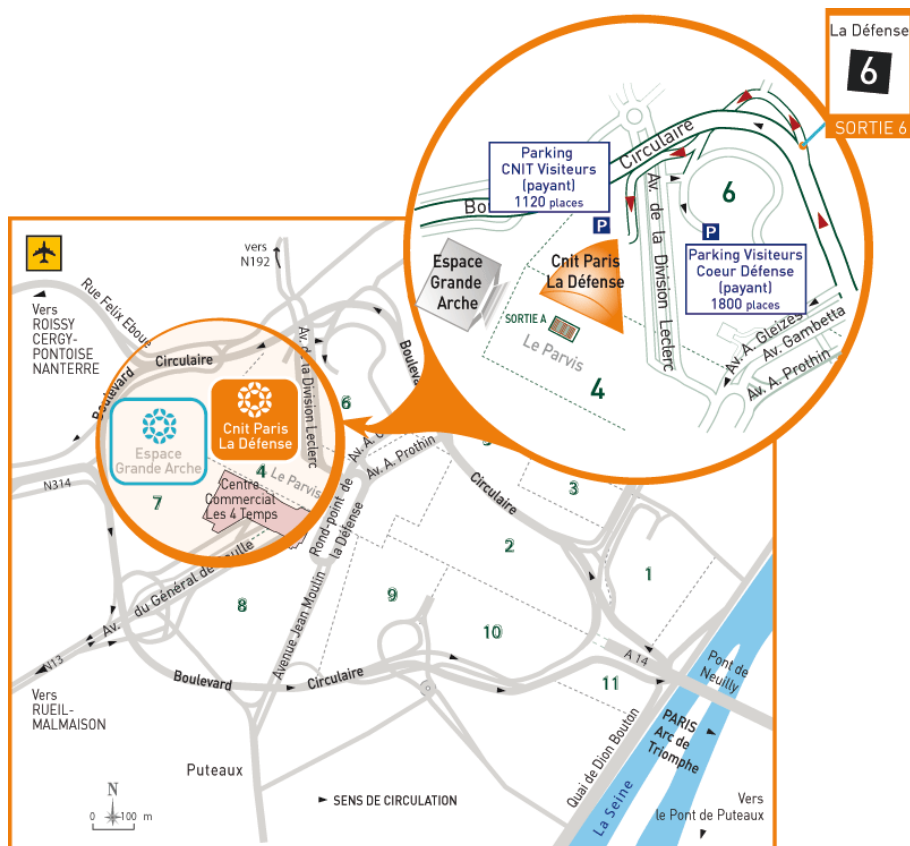 La Défense
6
SORTIE 6
Circulaire
Parking
CNIT Visiteurs
(payant)
1120 places
P
6
P
Parking Visiteurs
Coeur Défense
(payant)
1800 places
Espace
Grande
Arche
Cnit Paris
La Défense
Av. de la Division Leclerc
SORTIE A
Le Parvis
4
Av. A. Gleizes
Av. Gambetta
Av. A. Prothin
vers
N192
Rue Felix Eboue
Vers
ROISSY
CERGY-
PONTOISE
NANTERRE
Boulevard
Circulaire
Av. de la Division Leclerc
6
Espace
Grande Arche
Cnit Paris
La Défense
4
Le Parvis
Centre
Commercial
Les 4 Temps
7
N314
Av. A. Prothin
Rond-point de
la Défense
Circulaire
3
2
1
8
9
10
11
Av. du Général de Gaulle
Avenue Jean Moulin
N13
Vers
RUEIL-
MALMAISON
Boulevard
Circulaire
A 14
Pont de
Neuilly
PARIS
Arc de
Triomphe
Quai de Dion Bouton
La Seine
Vers
le Pont de Puteaux
Puteaux
N
0 100 m
SENS DE CIRCULATION